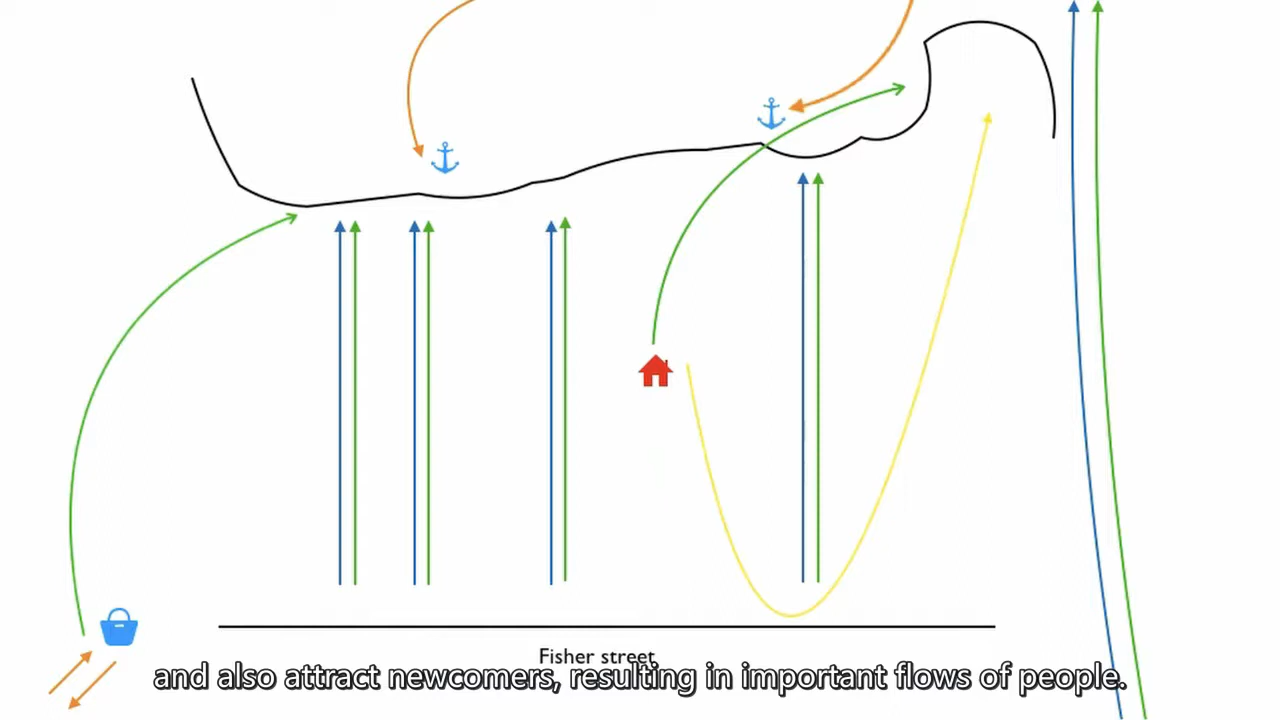 Fisher street
and also attract newcomers, resulting in important flows of people.